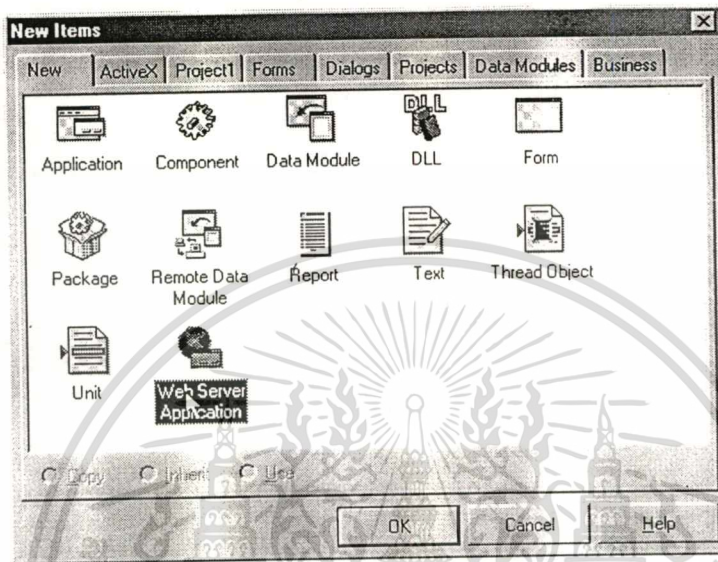 New Items
New ActiveX Project1 Forms Dialogs Projects Data Modules Business
Application Component Data Module DLL Form
Package Remote Data Module Report Text Thread Object
Unit Web Server Application
Copy Inherit Use
OK Cancel Help